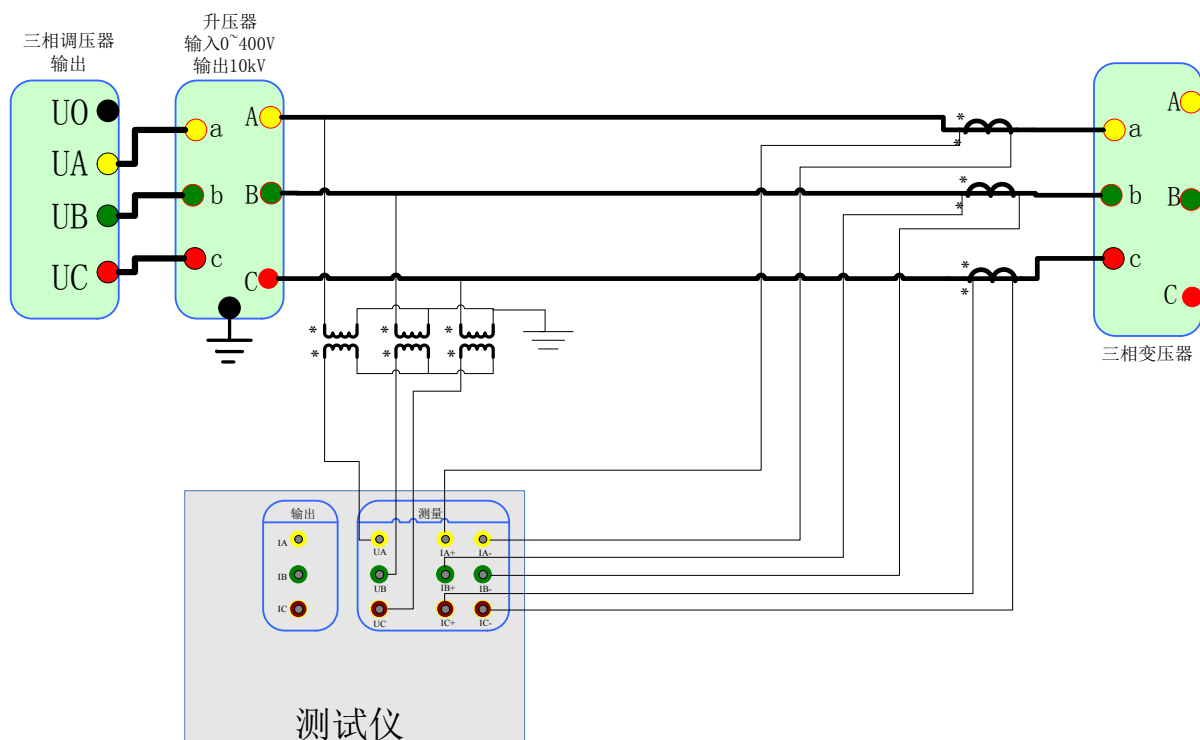 三相调压器
输出
UO
UA
UB
UC
升压器
输入0~400V
输出10kV
a
b
c
A
B
C
*
*
*
*
*
*
*
*
*
*
*
*
a
b
c
A
B
C
三相变压器
输出
IA
IB
IC
测量
UA
IA+
IA-
UB
IB+
IB-
UC
IC+
IC-
测试仪